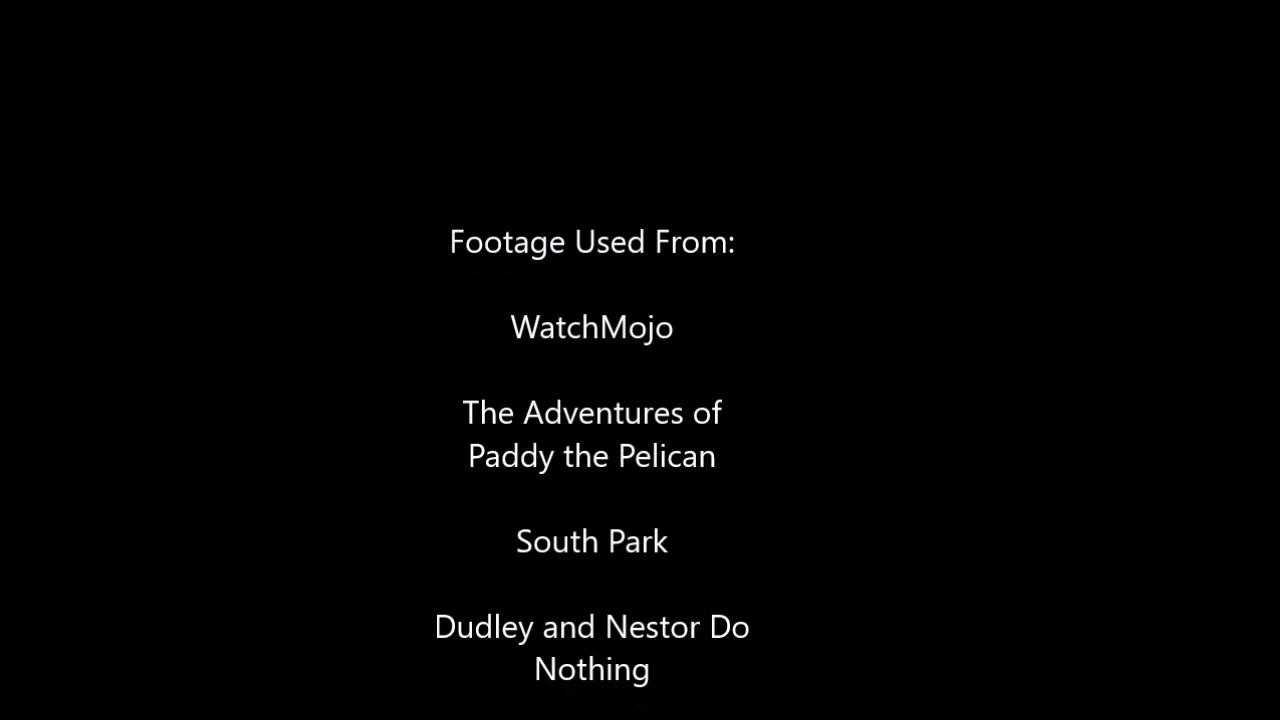 Footage Used From:
WatchMojo
The Adventures of
Paddy the Pelican
South Park
Dudley and Nestor Do
Nothing